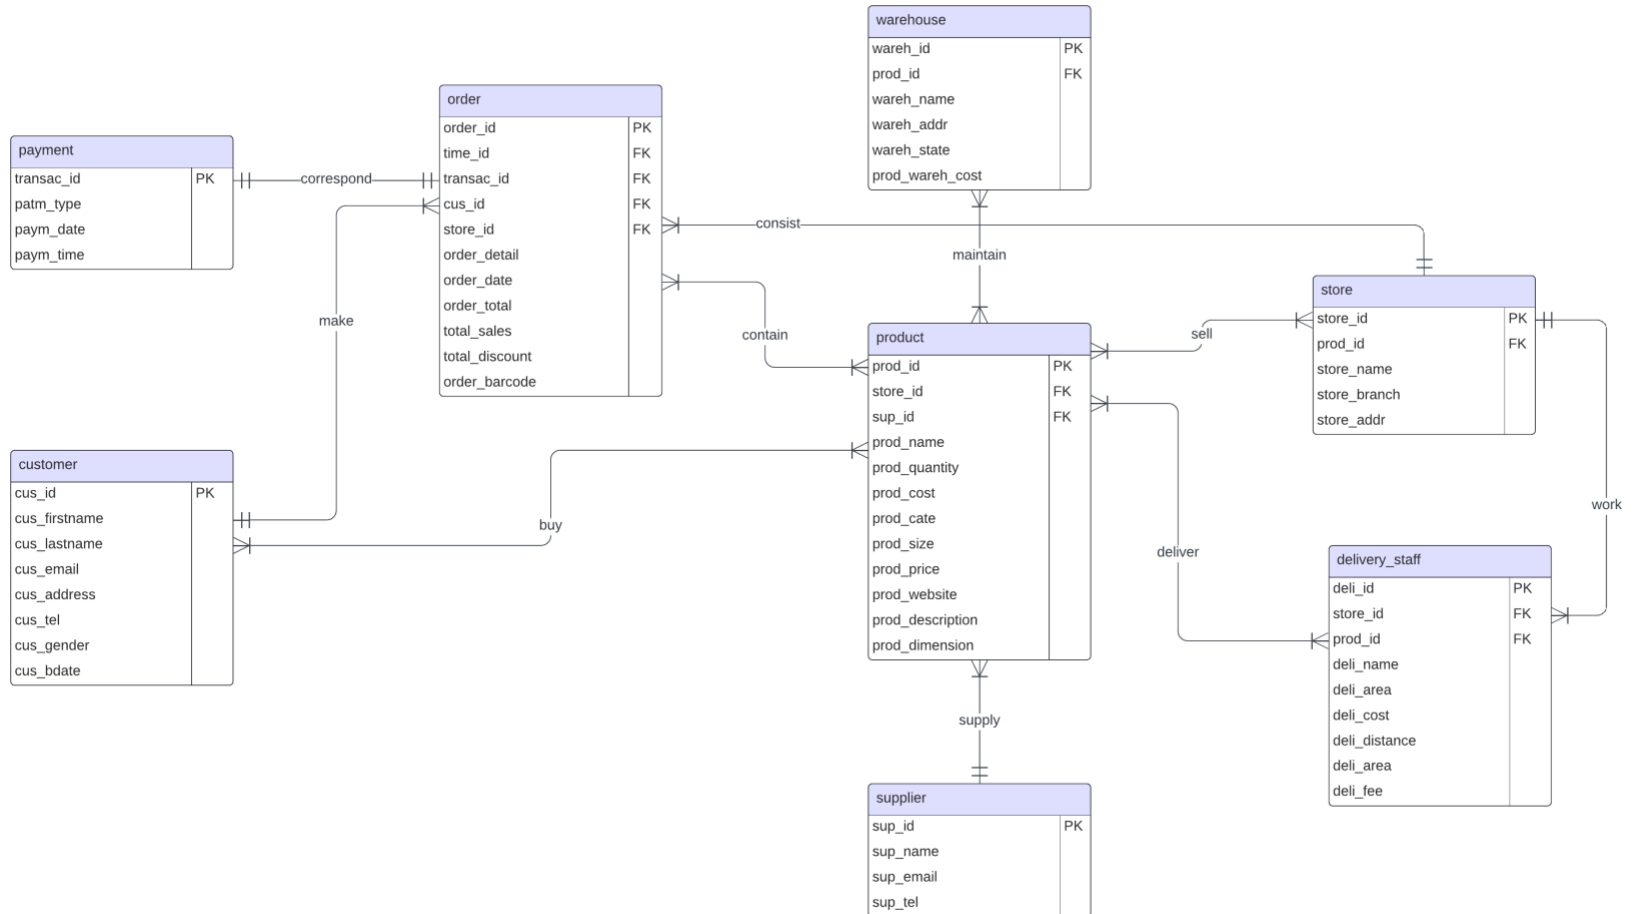 warehouse
wareh_id PK
prod_id FK
wareh_name
wareh_addr
wareh_state
prod_wareh_cost
order
order_id PK
time_id FK
transac_id FK
cus_id FK
store_id FK
order_detail
order_date
order_total
total_sales
total_discount
order_barcode
payment
transac_id PK
patm_type
paym_date
paym_time
correspond
consist
maintain
make
contain
sell
store
store_id PK
prod_id FK
store_name
store_branch
store_addr
product
prod_id PK
store_id FK
sup_id FK
prod_name
prod_quantity
prod_cost
prod_cate
prod_size
prod_price
prod_website
prod_description
prod_dimension
customer
cus_id PK
cus_firstname
cus_lastname
cus_email
cus_address
cus_tel
cus_gender
cus_bdate
buy
deliver
work
delivery_staff
deli_id PK
store_id FK
prod_id FK
deli_name
deli_area
deli_cost
deli_distance
deli_area
deli_fee
supply
supplier
sup_id PK
sup_name
sup_email
sup_tel